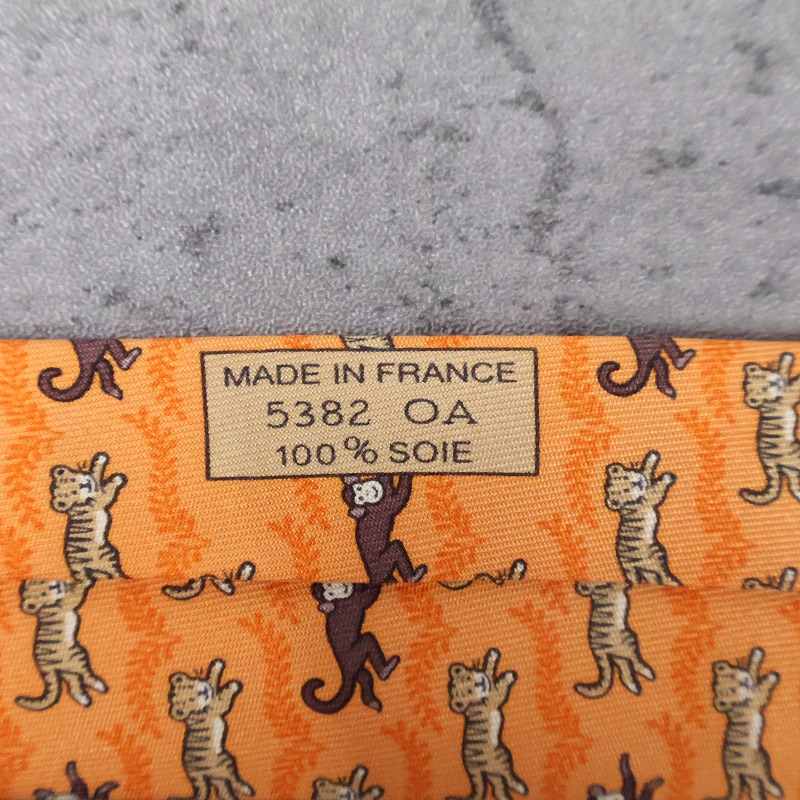 MADE IN FRANCE
5382 OA
100% SOIE